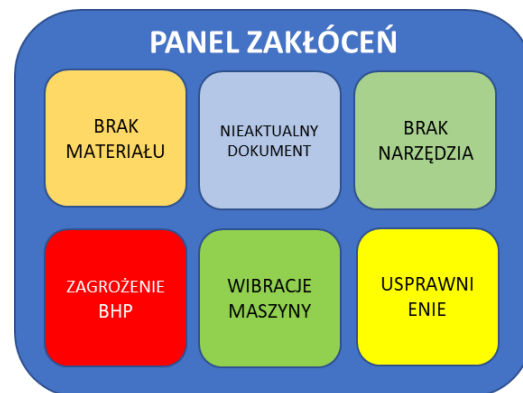 PANEL ZAKŁÓCEŃ
BRAK
MATERIAŁU
NIEAKTUALNY
DOKUMENT
BRAK
NARZĘDZIA
ZAGROŻENIE
BHP
WIBRACJE
MASZYNY
USPRAWNI
ENIE